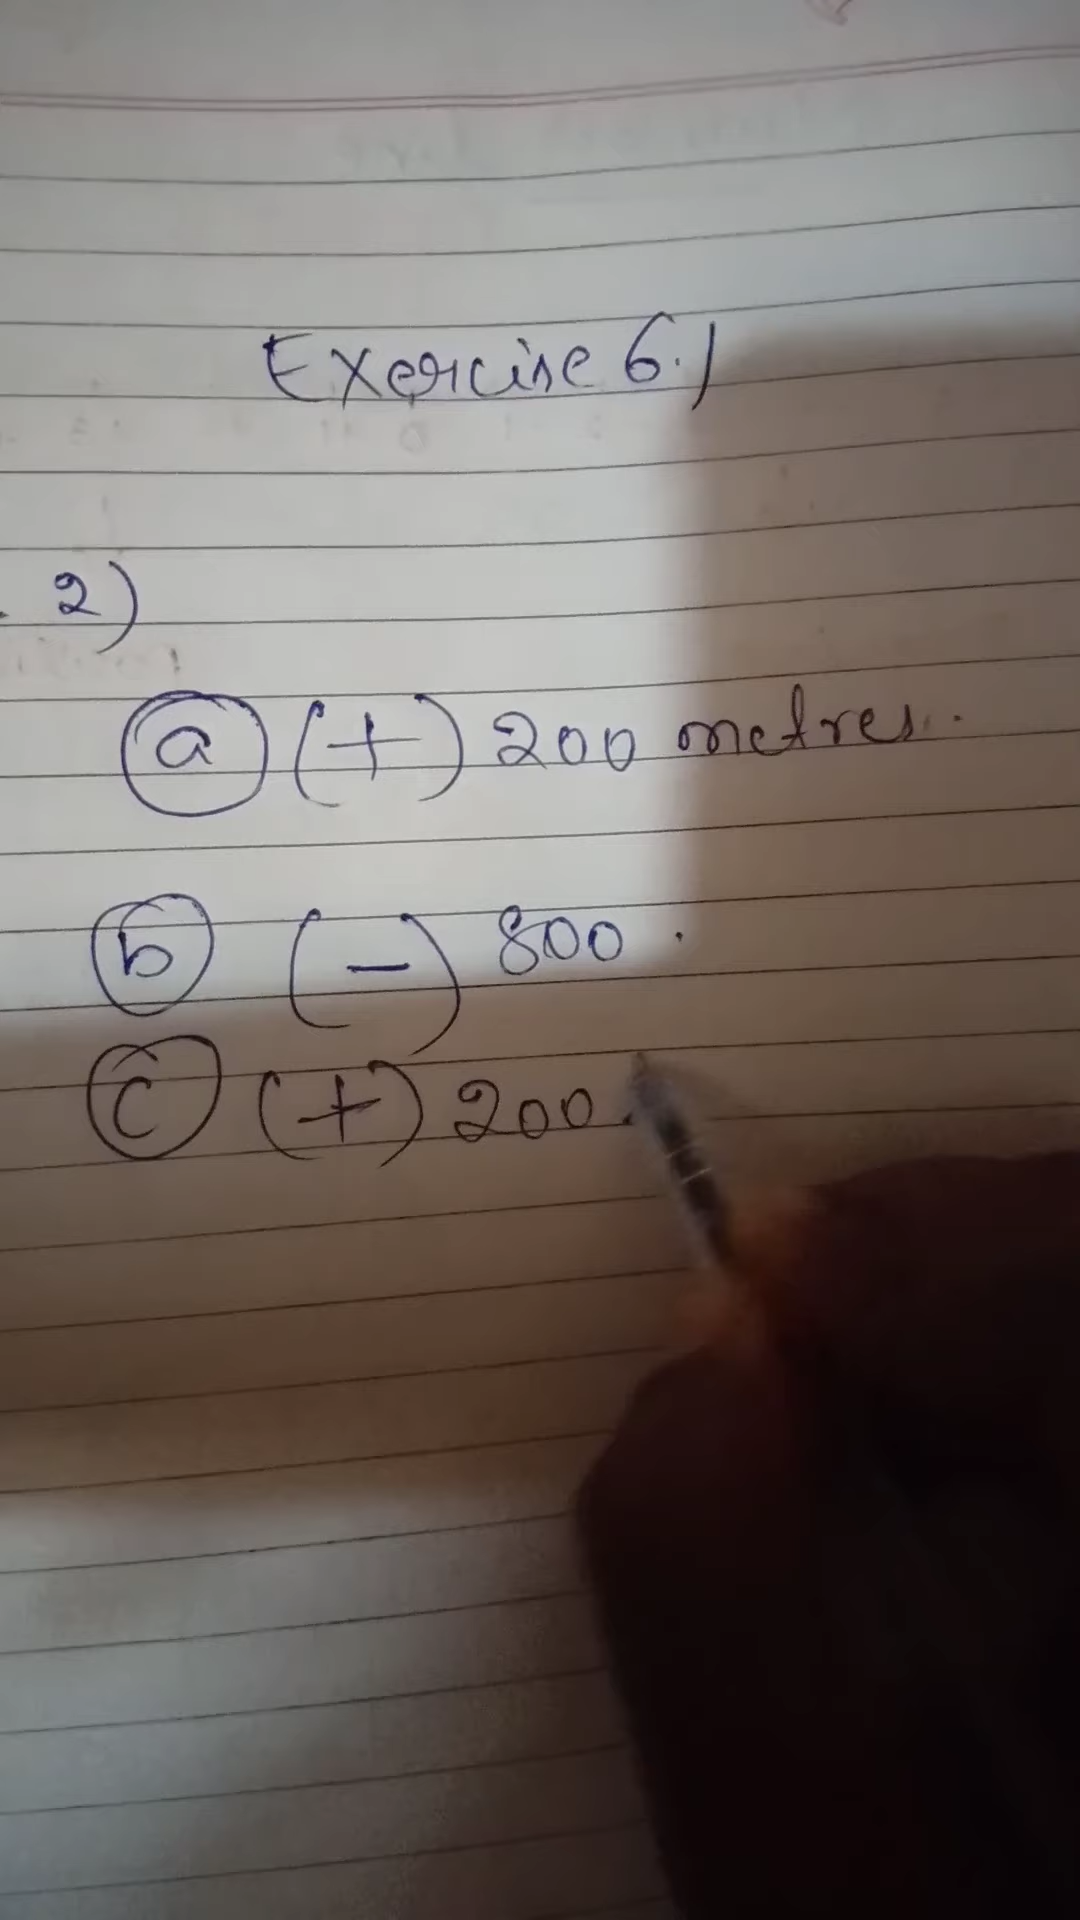 Exercise 6.1
2)
a (+) 200 metres.
b (-) 800.
c (+) 200.